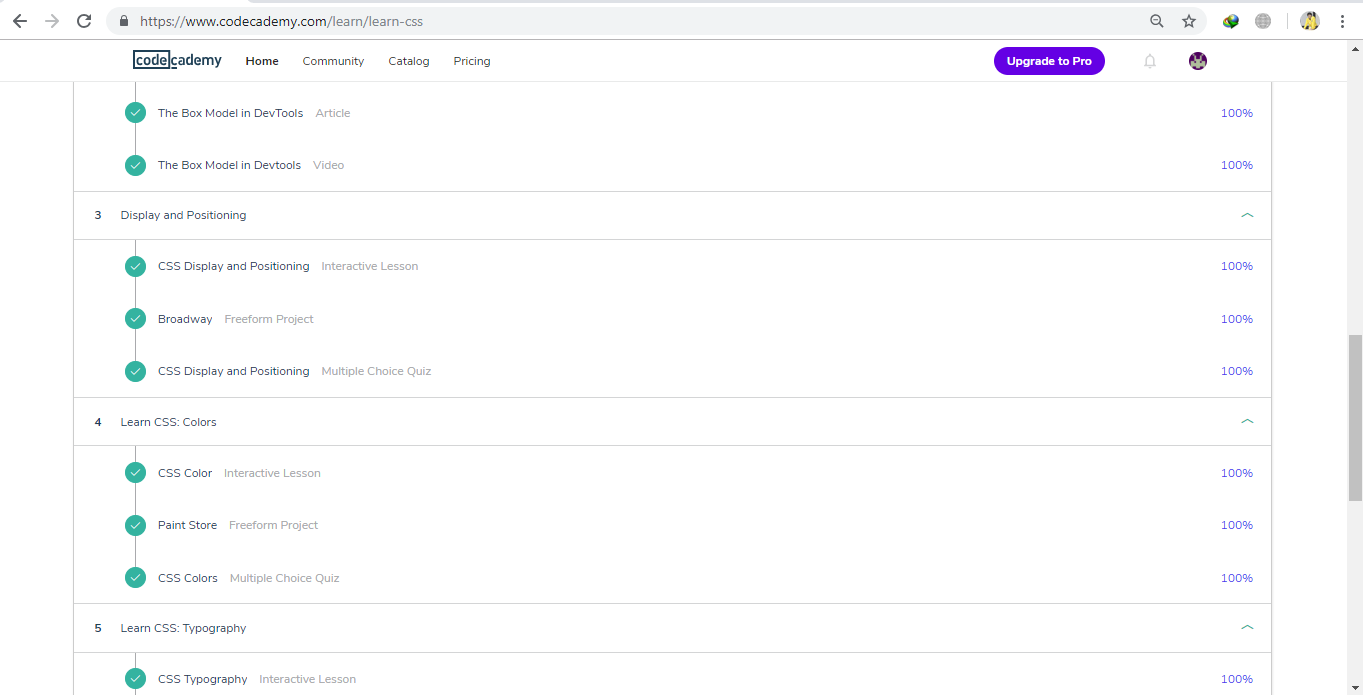 https://www.codecademy.com/learn/learn-css
codecademy Home Community Catalog Pricing Upgrade to Pro
The Box Model in DevTools Article 100%
The Box Model in Devtools Video 100%
3 Display and Positioning
CSS Display and Positioning Interactive Lesson 100%
Broadway Freeform Project 100%
CSS Display and Positioning Multiple Choice Quiz 100%
4 Learn CSS: Colors
CSS Color Interactive Lesson 100%
Paint Store Freeform Project 100%
CSS Colors Multiple Choice Quiz 100%
5 Learn CSS: Typography
CSS Typography Interactive Lesson 100%